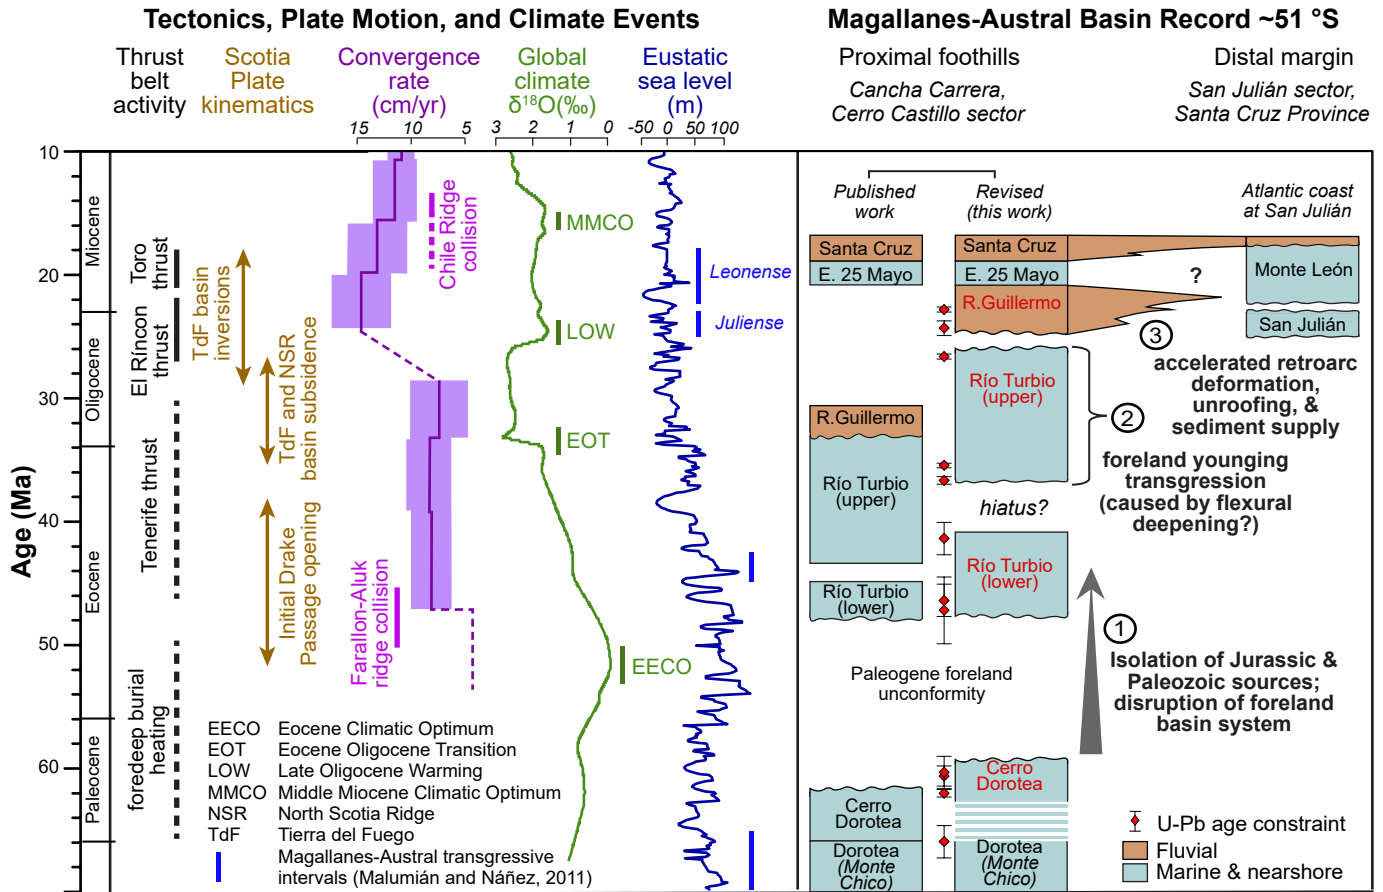 Tectonics, Plate Motion, and Climate Events
Magallanes-Austral Basin Record ~51 °S
Thrust
belt
activity
Scotia
Plate
kinematics
Convergence
rate
(cm/yr)
15 10 5
Global
climate
δ¹⁸O(‰)
3 2 1 0
Eustatic
sea level
(m)
-50 0 50 100
Proximal foothills
Cancha Carrera,
Cerro Castillo sector
Distal margin
San Julián sector,
Santa Cruz Province
Published
work
Revised
(this work)
Atlantic coast
at San Julián
Age (Ma)
10
20
30
40
50
60
Miocene
Oligocene
Eocene
Paleocene
Toro
thrust
El Ríncon
thrust
Tenerife thrust
foredeep burial
heating
TdF basin
inversions
TdF and NSR
basin subsidence
Initial Drake
Passage opening
Chile Ridge
collision
Farallon-Aluk
ridge collision
MMCO
LOW
EOT
EECO
Leonense
Juliense
EECO Eocene Climatic Optimum
EOT Eocene Oligocene Transition
LOW Late Oligocene Warming
MMCO Middle Miocene Climatic Optimum
NSR North Scotia Ridge
TdF Tierra del Fuego
Magallanes-Austral transgressive
intervals (Malumián and Náñez, 2011)
Santa Cruz
E. 25 Mayo
R.Guillermo
Río Turbio
(upper)
Río Turbio
(lower)
Paleogene foreland
unconformity
Cerro
Dorotea
Dorotea
(Monte
Chico)
Santa Cruz
E. 25 Mayo
R.Guillermo
Río Turbio
(upper)
hiatus?
Río Turbio
(lower)
Cerro
Dorotea
Dorotea
(Monte
Chico)
?
Monte León
San Julián
3
accelerated retroarc
deformation,
unroofing, &
sediment supply
2
foreland younging
transgression
(caused by flexural
deepening?)
1
Isolation of Jurassic &
Paleozoic sources;
disruption of foreland
basin system
U-Pb age constraint
Fluvial
Marine & nearshore